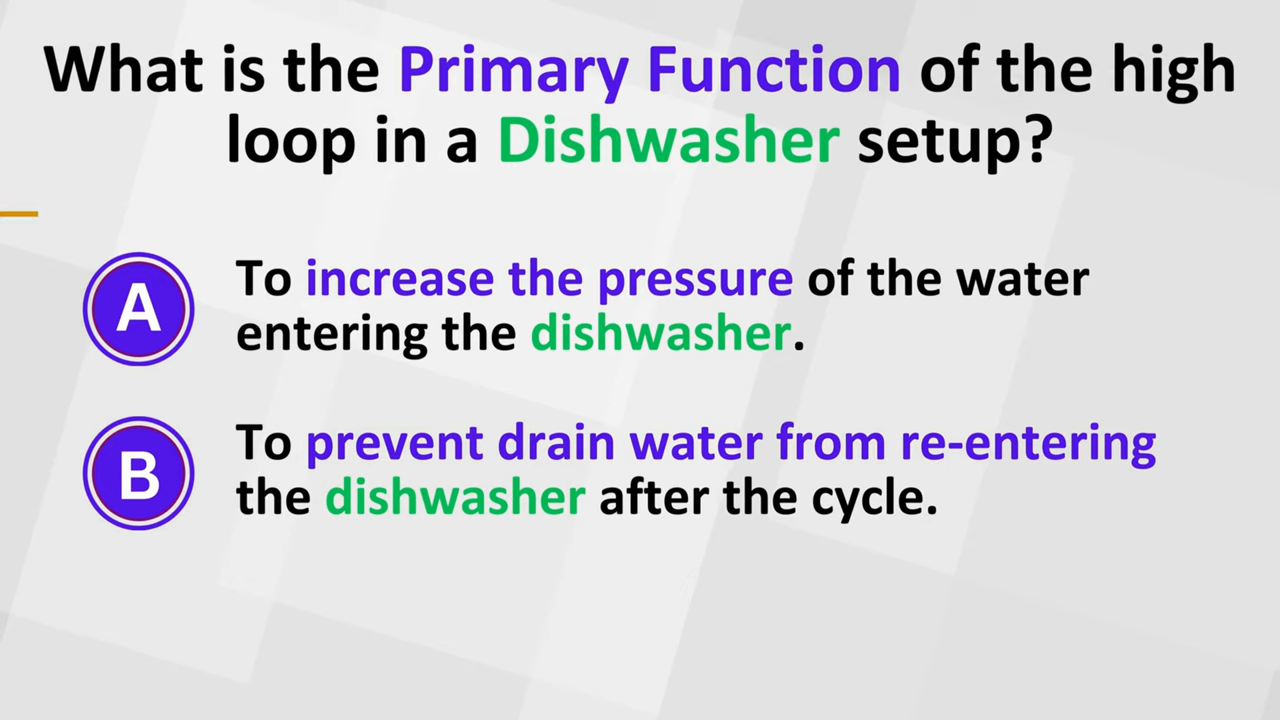 What is the Primary Function of the high
loop in a Dishwasher setup?
A
To increase the pressure of the water
entering the dishwasher.
B
To prevent drain water from re-entering
the dishwasher after the cycle.